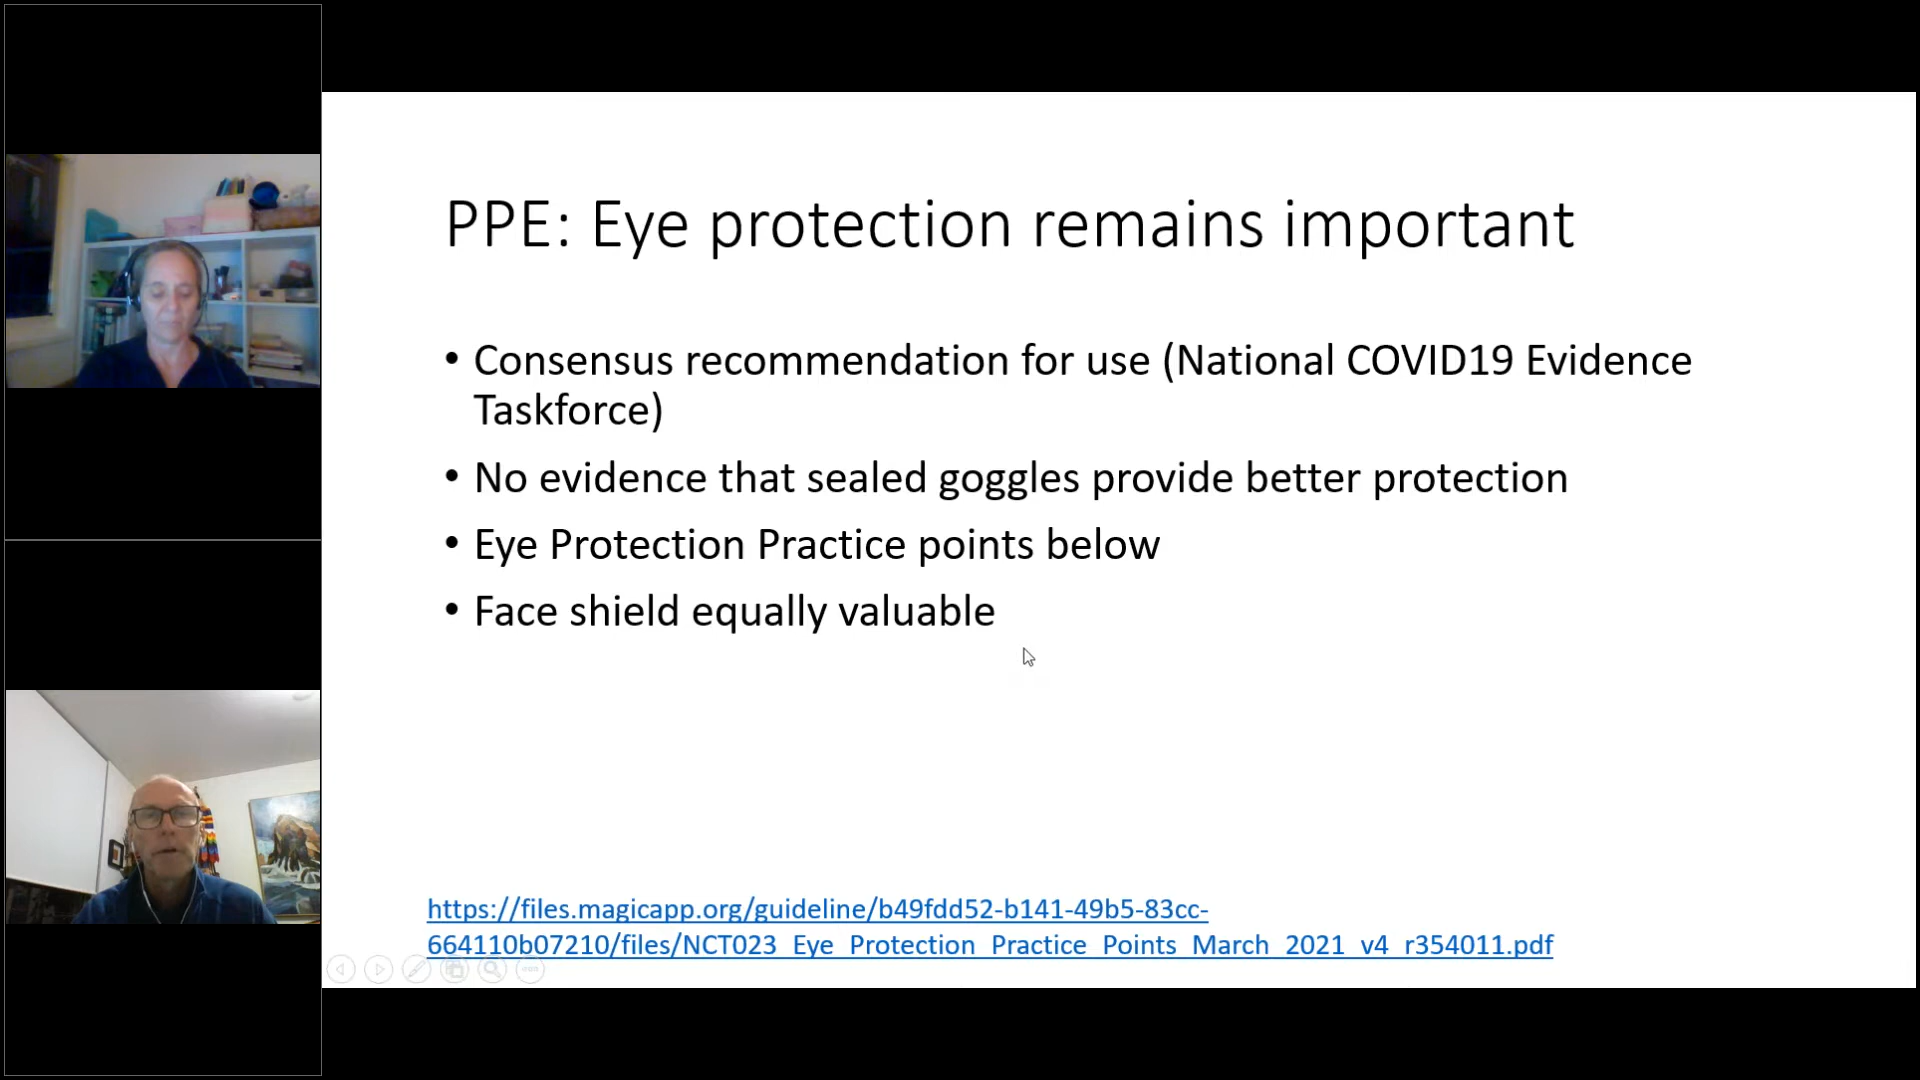 PPE: Eye protection remains important
• Consensus recommendation for use (National COVID19 Evidence
Taskforce)
• No evidence that sealed goggles provide better protection
• Eye Protection Practice points below
• Face shield equally valuable
https://files.magicapp.org/guideline/b49fdd52-b141-49b5-83cc-
664110b07210/files/NCT023_Eye_Protection_Practice_Points_March_2021_v4_r354011.pdf